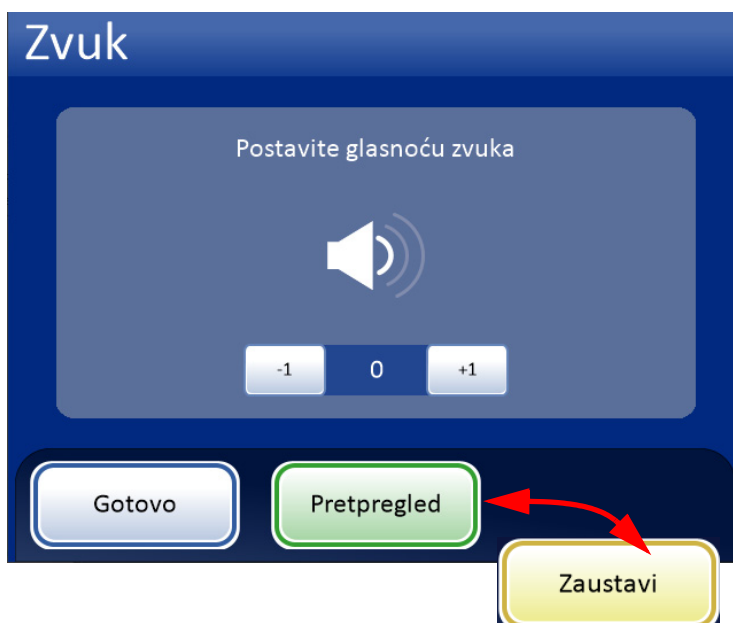 Zvuk
Postavite glasnoću zvuka
-1 0 +1
Gotovo Pretpregled
Zaustavi